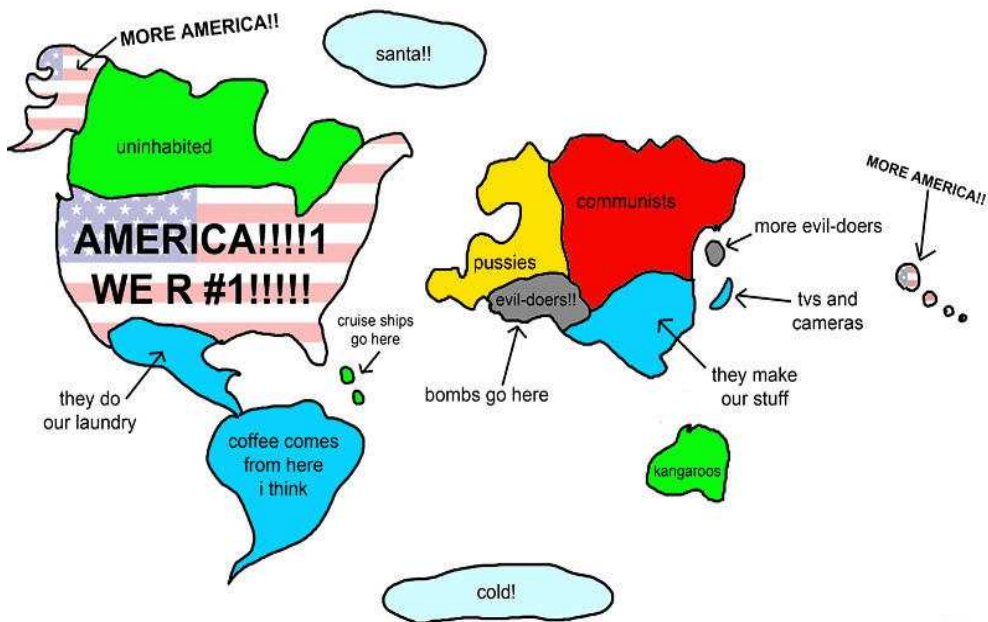 MORE AMERICA!!
santa!!
uninhabited
AMERICA!!!!1
WE R #1!!!!!
cruise ships
go here
they do
our laundry
coffee comes
from here
i think
communists
pussies
evil-doers!!
bombs go here
more evil-doers
tvs and
cameras
they make
our stuff
MORE AMERICA!!
kangaroos
cold!